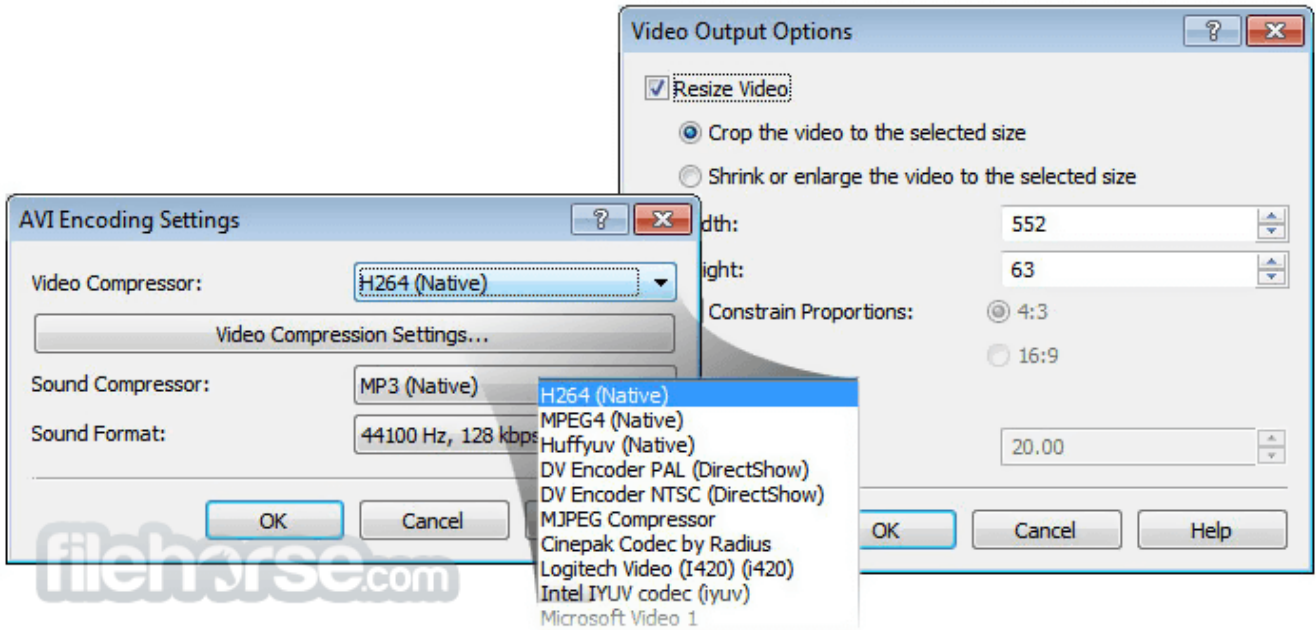 Video Output Options
Resize Video
Crop the video to the selected size
Shrink or enlarge the video to the selected size
dth:
552
ight:
63
Constrain Proportions:
4:3
16:9
20.00
OK
Cancel
Help
AVI Encoding Settings
Video Compressor:
H264 (Native)
Video Compression Settings...
Sound Compressor:
MP3 (Native)
Sound Format:
44100 Hz, 128 kbps
OK
Cancel
H264 (Native)
MPEG4 (Native)
Huffyuv (Native)
DV Encoder PAL (DirectShow)
DV Encoder NTSC (DirectShow)
MJPEG Compressor
Cinepak Codec by Radius
Logitech Video (I420) (i420)
Intel IYUV codec (iyuv)
Microsoft Video 1
filehorse.com